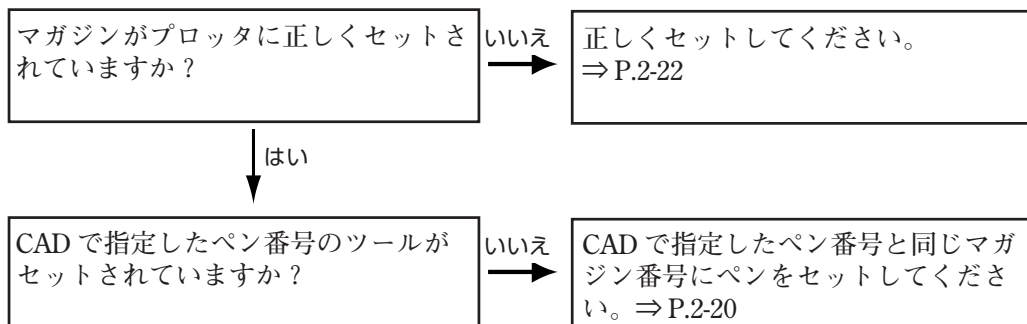 マガジンがプロッタに正しくセットさ
れていますか？
いいえ
正しくセットしてください。
⇒ P.2-22
はい
CAD で指定したペン番号のツールが
セットされていますか？
いいえ
CAD で指定したペン番号と同じマガ
ジン番号にペンをセットしてくださ
い。⇒ P.2-20